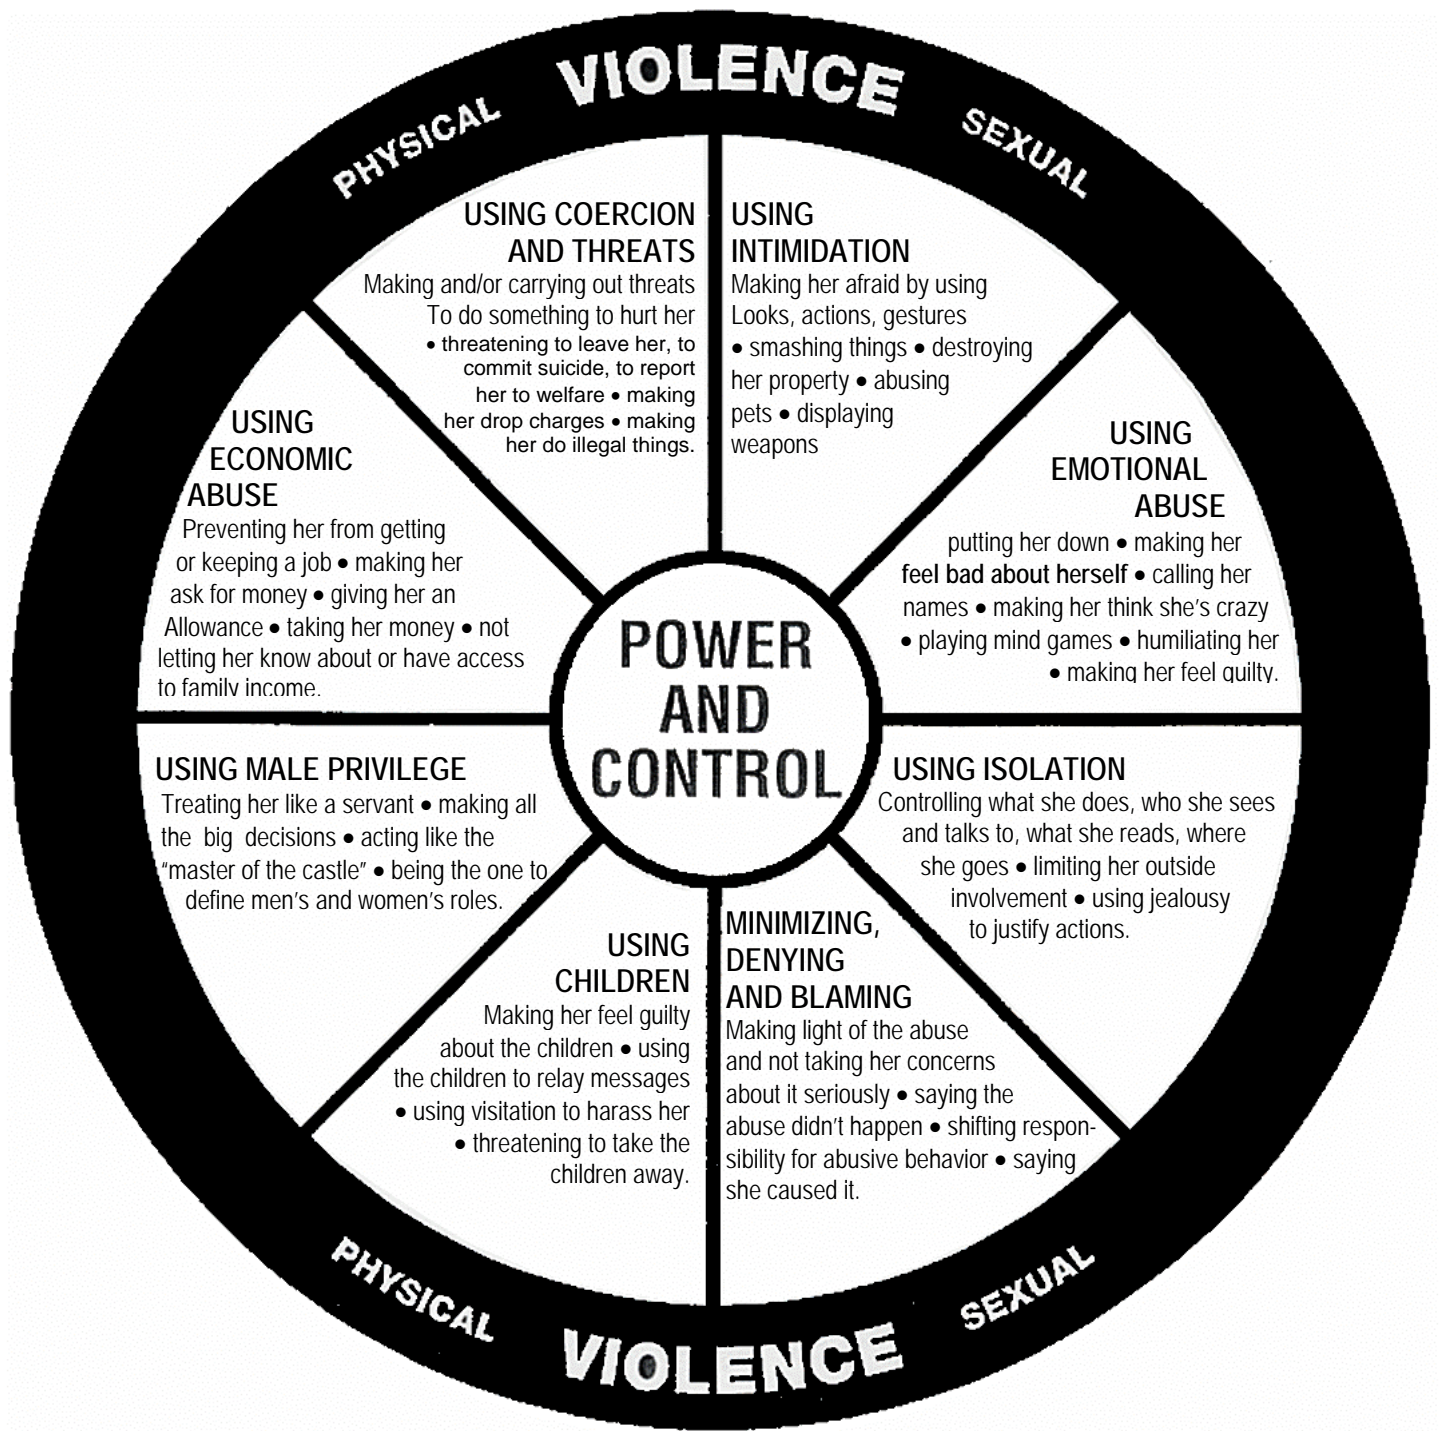 PHYSICAL
VIOLENCE
SEXUAL
USING COERCION
AND THREATS
Making and/or carrying out threats
To do something to hurt her
• threatening to leave her, to
commit suicide, to report
her to welfare • making
her drop charges • making
her do illegal things.
USING
INTIMIDATION
Making her afraid by using
Looks, actions, gestures
• smashing things • destroying
her property • abusing
pets • displaying
weapons
USING
EMOTIONAL
ABUSE
putting her down • making her
feel bad about herself • calling her
names • making her think she's crazy
• playing mind games • humiliating her
• making her feel guilty.
USING ISOLATION
Controlling what she does, who she sees
and talks to, what she reads, where
she goes • limiting her outside
involvement • using jealousy
to justify actions.
MINIMIZING,
DENYING
AND BLAMING
Making light of the abuse
and not taking her concerns
about it seriously • saying the
abuse didn't happen • shifting respon-
sibility for abusive behavior • saying
she caused it.
USING
CHILDREN
Making her feel guilty
about the children • using
the children to relay messages
• using visitation to harass her
• threatening to take the
children away.
USING MALE PRIVILEGE
Treating her like a servant • making all
the big decisions • acting like the
“master of the castle” • being the one to
define men's and women's roles.
USING
ECONOMIC
ABUSE
Preventing her from getting
or keeping a job • making her
ask for money • giving her an
Allowance • taking her money • not
letting her know about or have access
to family income.
POWER
AND
CONTROL
PHYSICAL
VIOLENCE
SEXUAL